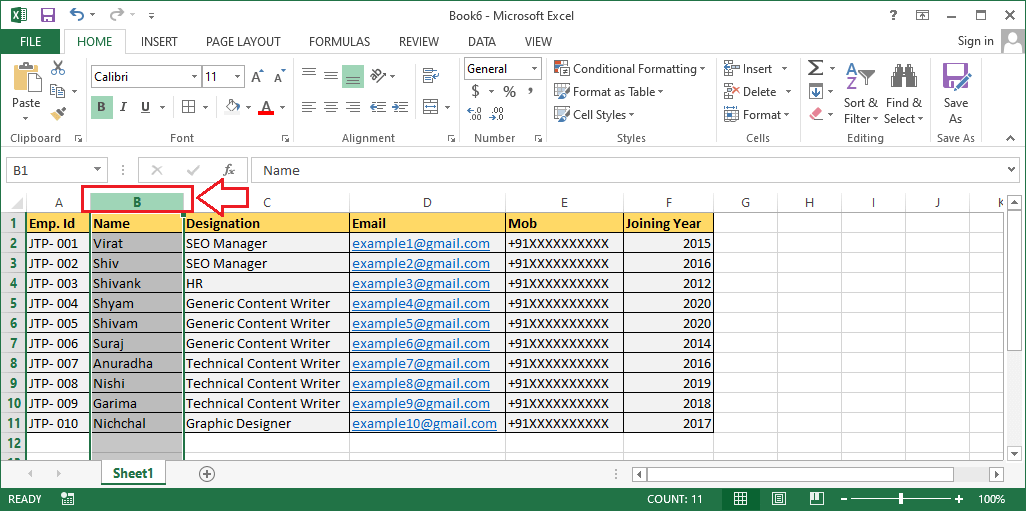 Book6 - Microsoft Excel
?
FILE HOME INSERT PAGE LAYOUT FORMULAS REVIEW DATA VIEW Sign in
Paste
Calibri 11
B I U A
General
$ % ,
Conditional Formatting
Format as Table
Cell Styles
Insert
Delete
Format
Sort & Filter
Find & Select
Save As
Clipboard Font Alignment Number Styles Cells Editing Save As
B1 fx Name
A B C D E F G H I J K
1 Emp. Id Name Designation Email Mob Joining Year
2 JTP- 001 Virat SEO Manager example1@gmail.com +91XXXXXXXXXX 2015
3 JTP- 002 Shiv SEO Manager example2@gmail.com +91XXXXXXXXXX 2016
4 JTP- 003 Shivank HR example3@gmail.com +91XXXXXXXXXX 2012
5 JTP- 004 Shyam Generic Content Writer example4@gmail.com +91XXXXXXXXXX 2020
6 JTP- 005 Shivam Generic Content Writer example5@gmail.com +91XXXXXXXXXX 2020
7 JTP- 006 Suraj Generic Content Writer example6@gmail.com +91XXXXXXXXXX 2014
8 JTP- 007 Anuradha Technical Content Writer example7@gmail.com +91XXXXXXXXXX 2016
9 JTP- 008 Nishi Technical Content Writer example8@gmail.com +91XXXXXXXXXX 2019
10 JTP- 009 Garima Technical Content Writer example9@gmail.com +91XXXXXXXXXX 2018
11 JTP- 010 Nichchal Graphic Designer example10@gmail.com +91XXXXXXXXXX 2017
12
Sheet1
READY COUNT: 11 100%